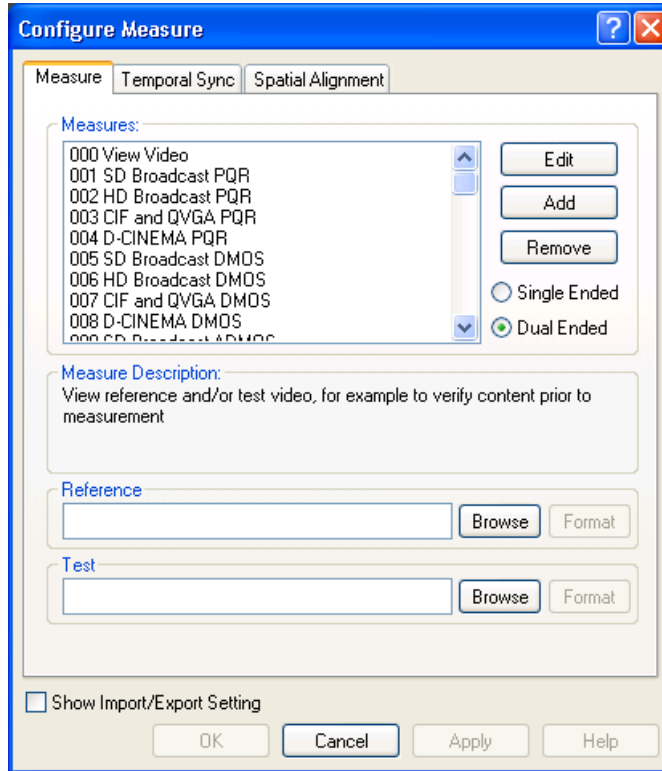 Configure Measure
Measure Temporal Sync Spatial Alignment
Measures:
000 View Video
001 SD Broadcast PQR
002 HD Broadcast PQR
003 CIF and QVGA PQR
004 D-CINEMA PQR
005 SD Broadcast DMOS
006 HD Broadcast DMOS
007 CIF and QVGA DMOS
008 D-CINEMA DMOS
009 SD Broadcast ADMOS
Edit
Add
Remove
Single Ended
Dual Ended
Measure Description:
View reference and/or test video, for example to verify content prior to
measurement
Reference
Browse Format
Test
Browse Format
Show Import/Export Setting
OK Cancel Apply Help